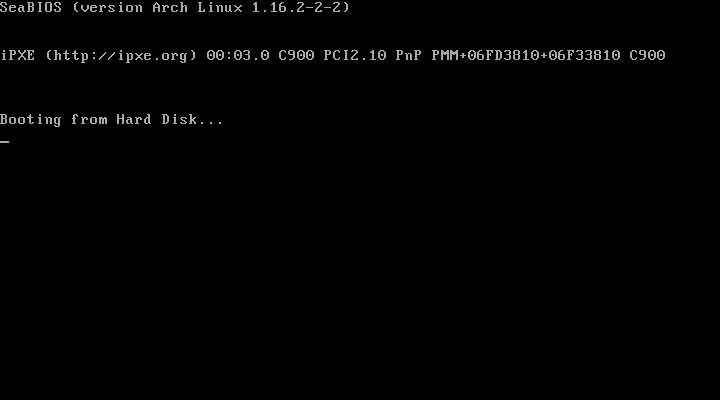 SeaBIOS (version Arch Linux 1.16.2-2-2)
iPXE (http://ipxe.org) 00:03.0 C900 PCI2.10 PnP PMM+06FD3810+06F33810 C900
Booting from Hard Disk...